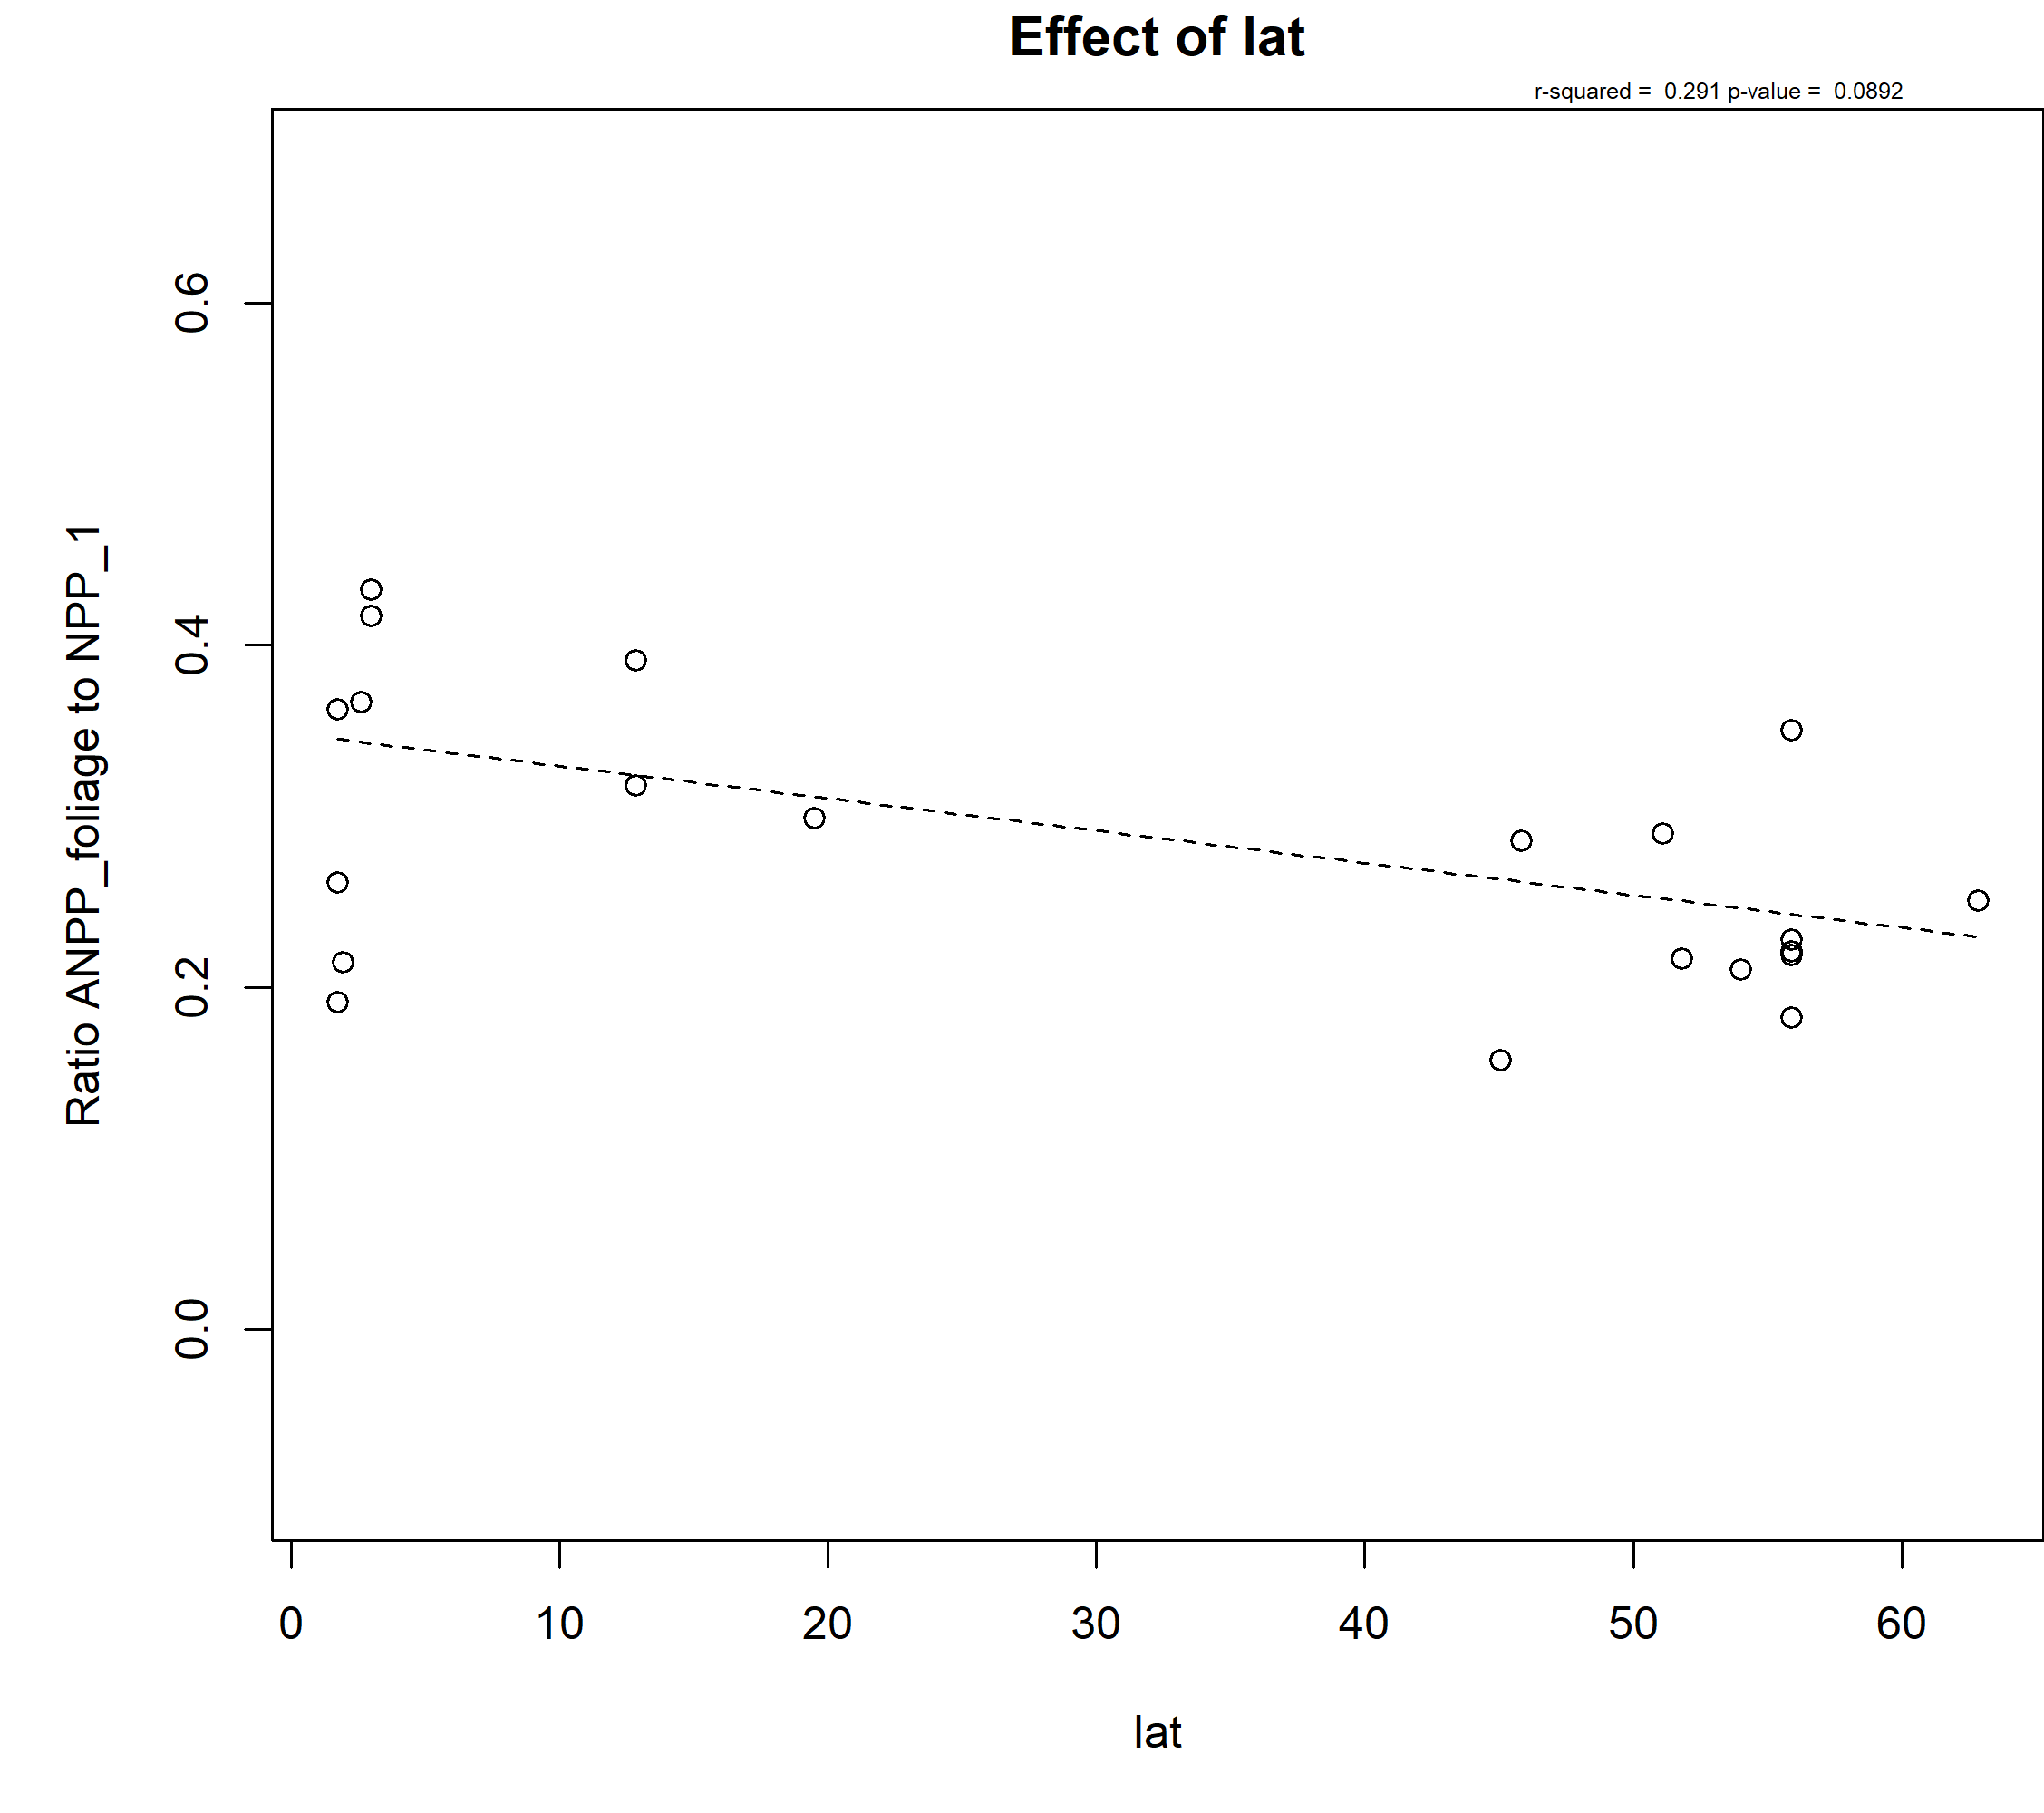 Effect of lat
r-squared =  0.291 p-value =  0.0892
Ratio ANPP_foliage to NPP_1
0.6
0.4
0.2
0.0
0 10 20 30 40 50 60
lat